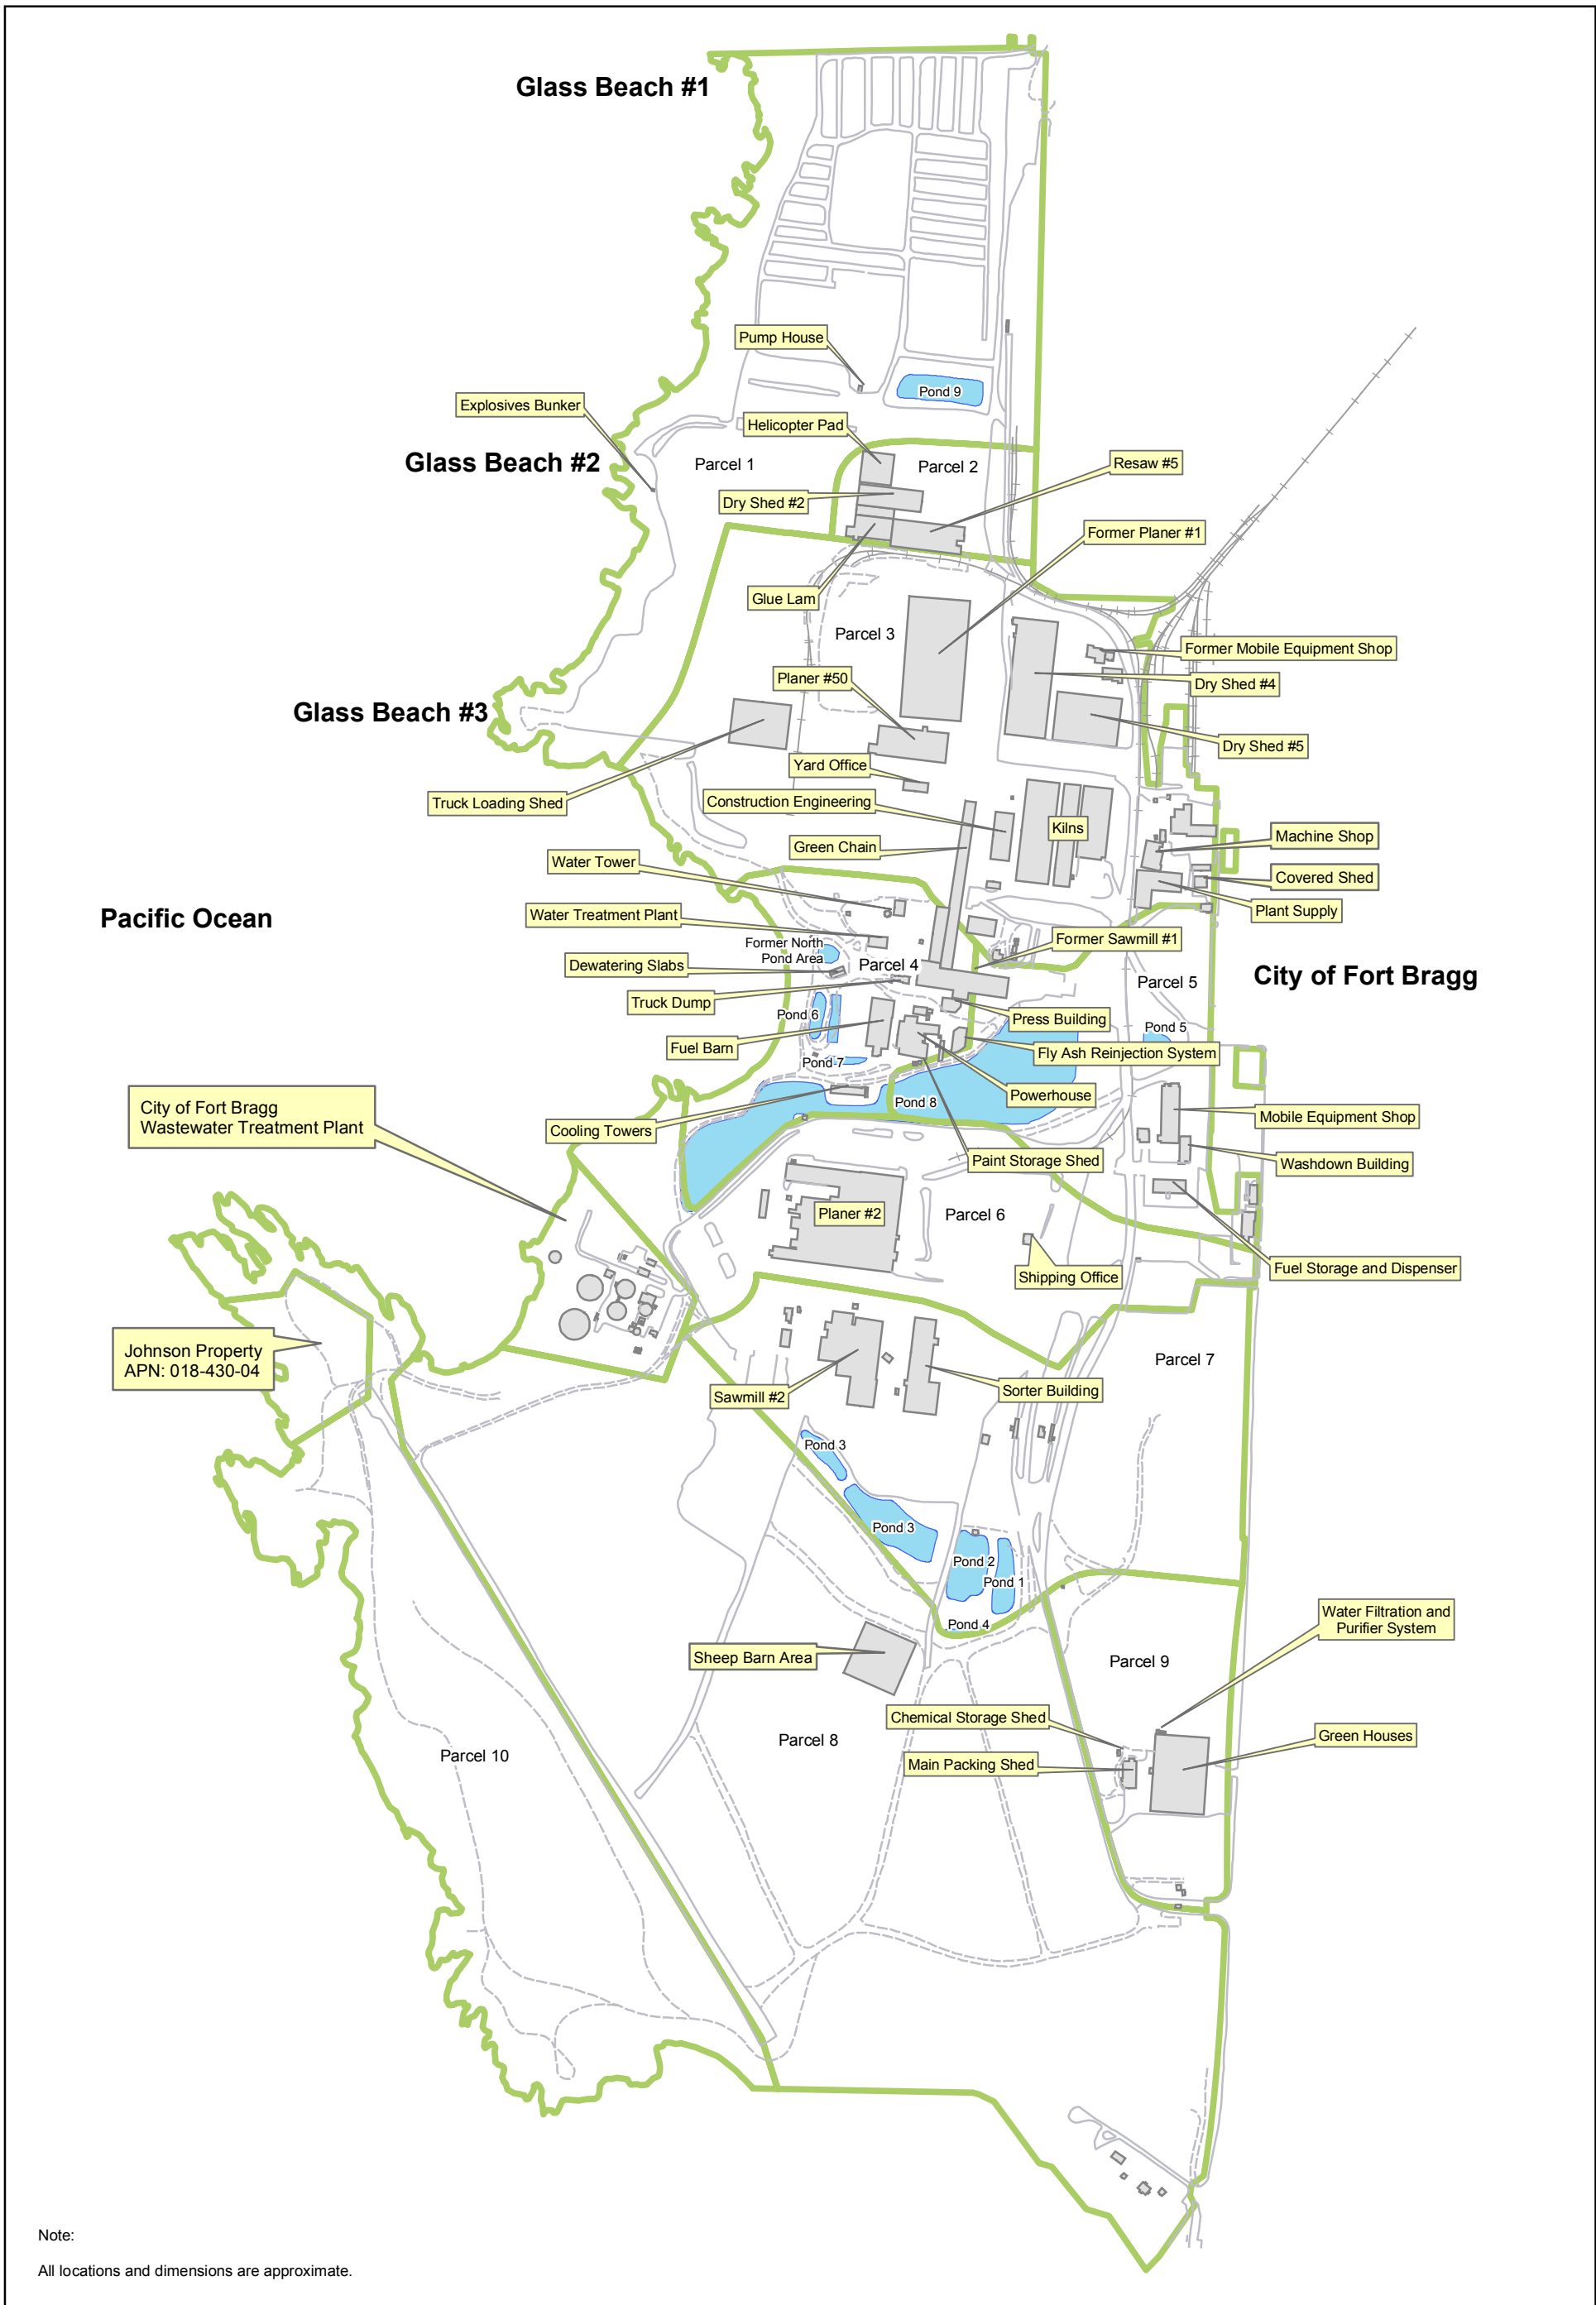 Glass Beach #1
Pump House
Pond 9
Explosives Bunker
Helicopter Pad
Glass Beach #2
Parcel 1
Parcel 2
Resaw #5
Dry Shed #2
Former Planer #1
Glue Lam
Parcel 3
Former Mobile Equipment Shop
Planer #50
Dry Shed #4
Glass Beach #3
Dry Shed #5
Yard Office
Truck Loading Shed
Construction Engineering
Kilns
Machine Shop
Green Chain
Water Tower
Covered Shed
Pacific Ocean
Water Treatment Plant
Plant Supply
Former North
Pond Area
Former Sawmill #1
Dewatering Slabs
Parcel 4
City of Fort Bragg
Parcel 5
Truck Dump
Pond 6
Press Building
Pond 5
Fuel Barn
Fly Ash Reinjection System
Pond 7
Powerhouse
Pond 8
City of Fort Bragg
Wastewater Treatment Plant
Mobile Equipment Shop
Cooling Towers
Paint Storage Shed
Washdown Building
Planer #2
Parcel 6
Shipping Office
Fuel Storage and Dispenser
Johnson Property
APN: 018-430-04
Parcel 7
Sawmill #2
Sorter Building
Pond 3
Pond 3
Pond 2
Pond 1
Pond 4
Water Filtration and
Purifier System
Sheep Barn Area
Parcel 9
Chemical Storage Shed
Green Houses
Parcel 8
Parcel 10
Main Packing Shed
Note:
All locations and dimensions are approximate.